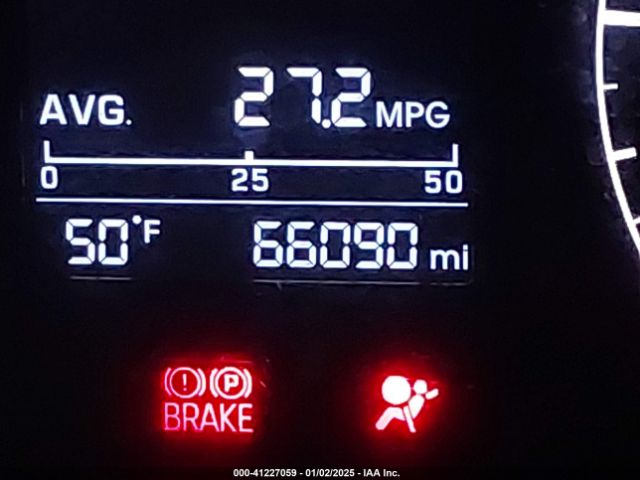 AVG. 27.2 MPG
0 25 50
50°F 66090 mi
(!) (P)
BRAKE
000-41227059 - 01/02/2025 - IAA Inc.